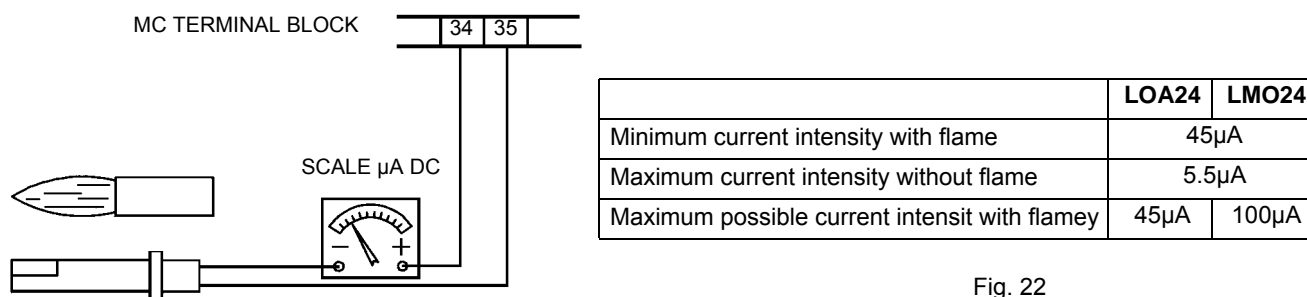 MC TERMINAL BLOCK
34 35
SCALE µA DC
– +
LOA24 LMO24
Minimum current intensity with flame 45µA
Maximum current intensity without flame 5.5µA
Maximum possible current intensit with flamey 45µA 100µA
Fig. 22